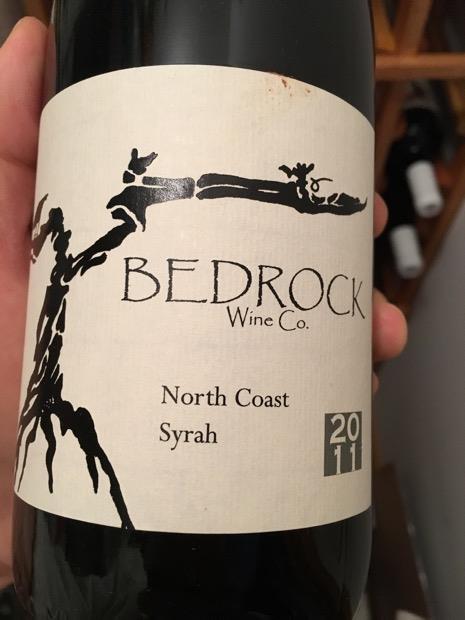 BEDROCK
Wine Co.
North Coast
Syrah
20
11